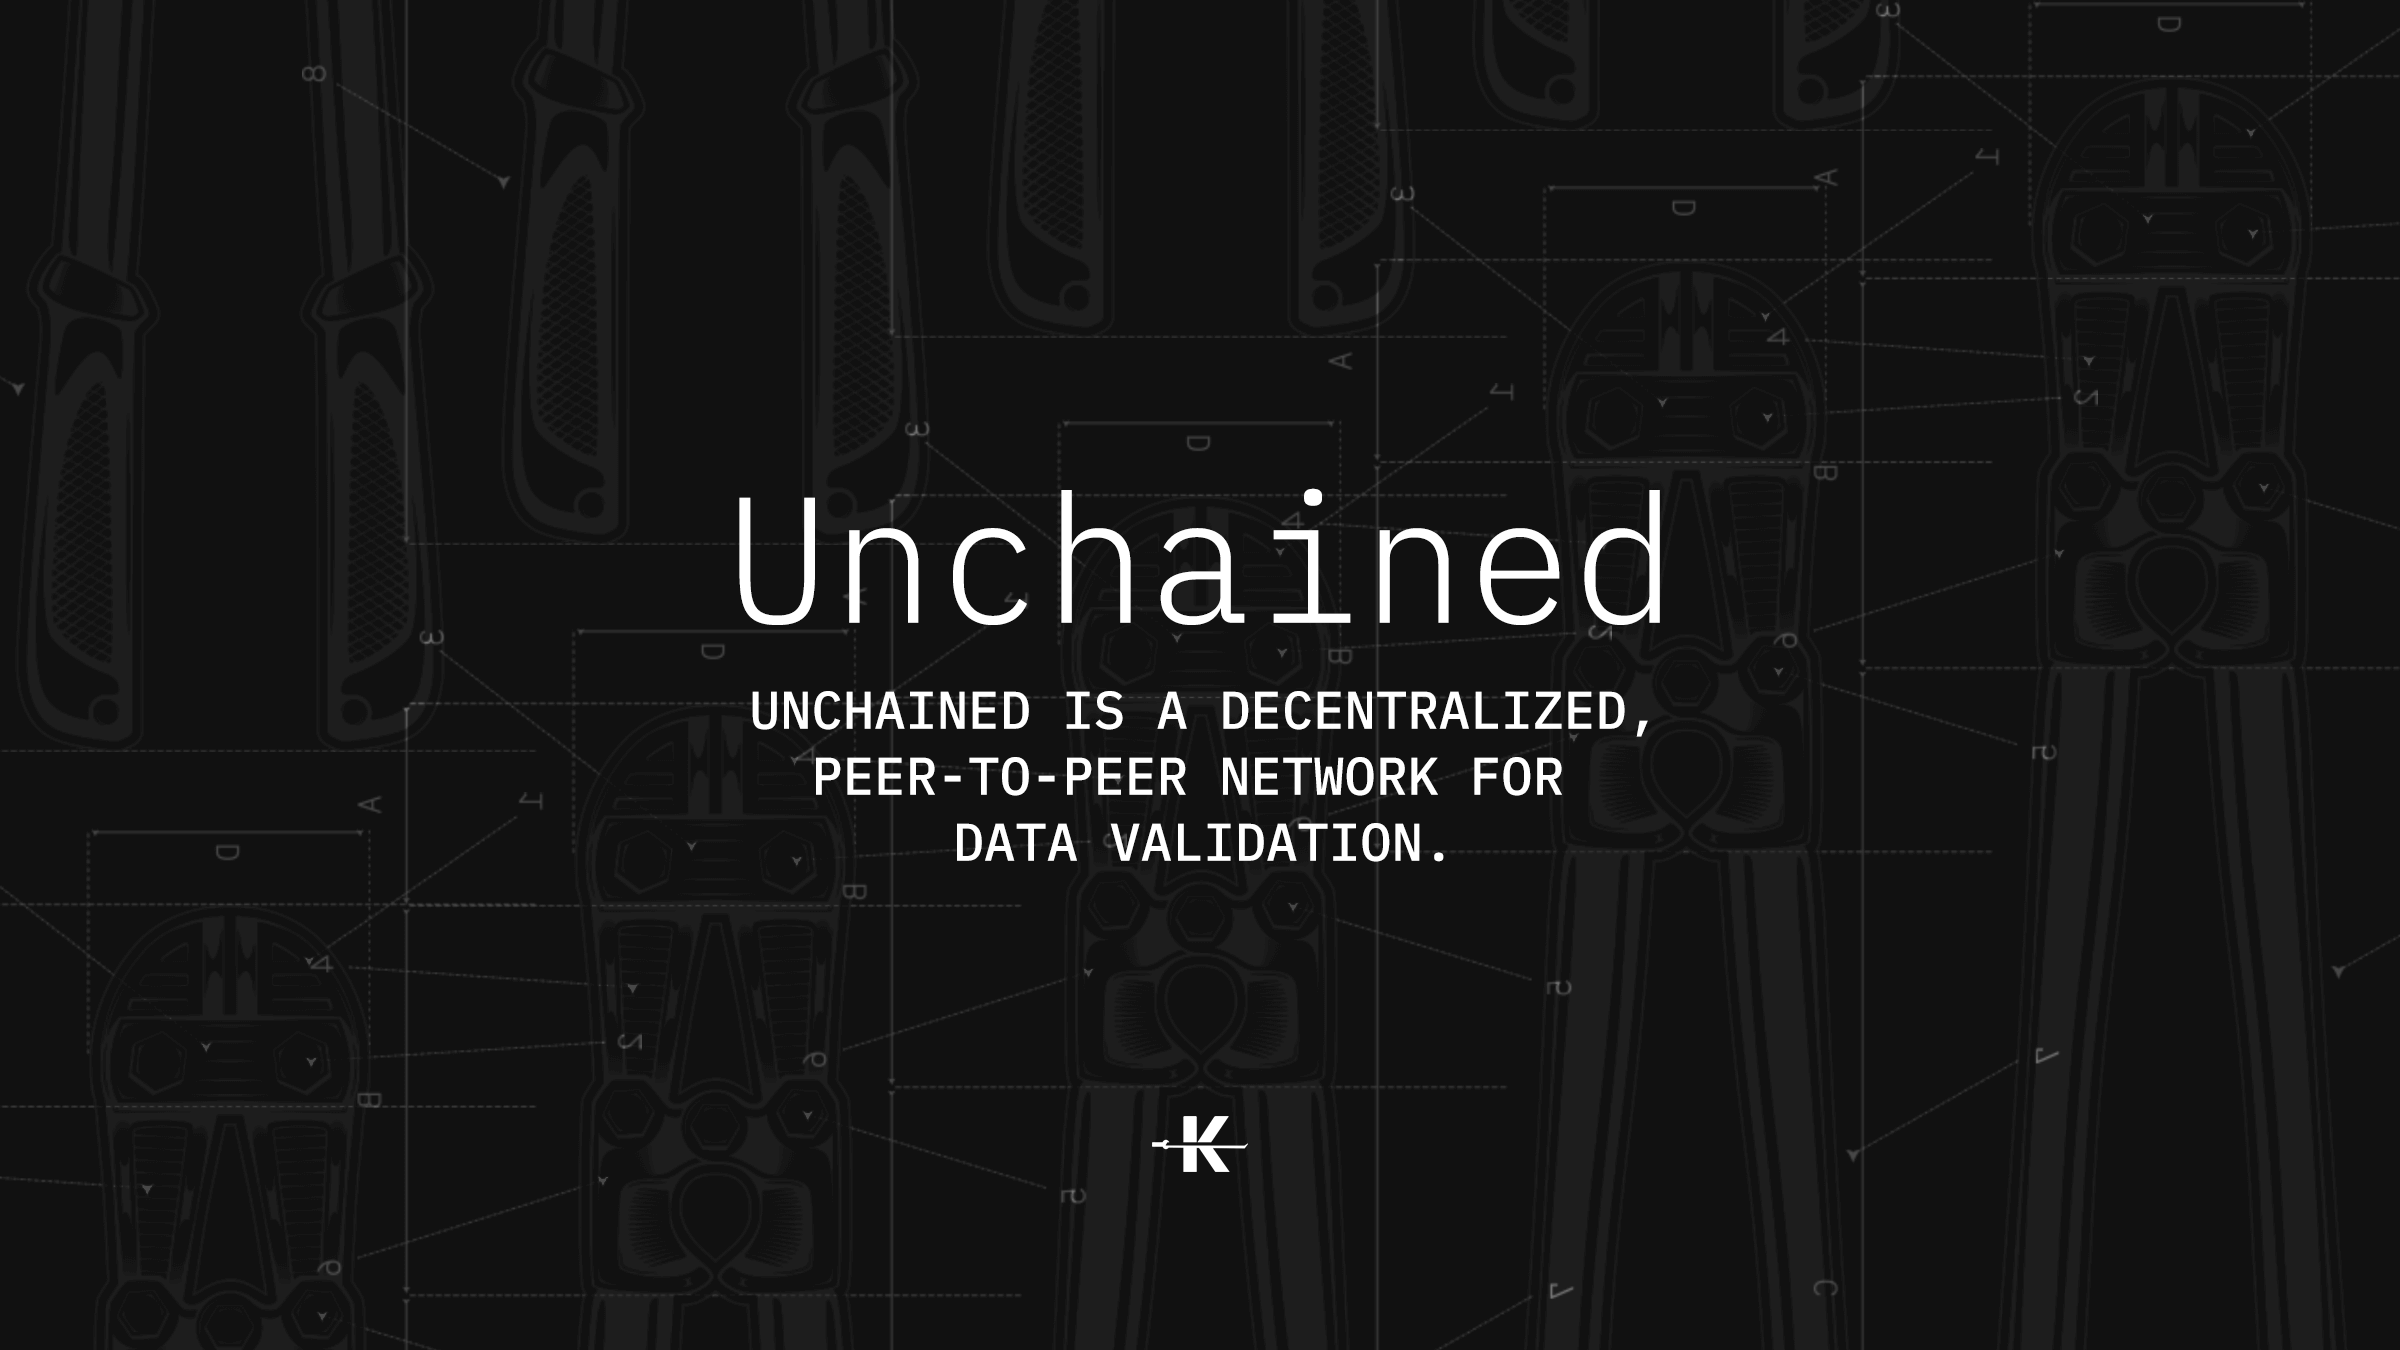 Unchained
UNCHAINED IS A DECENTRALIZED,
PEER-TO-PEER NETWORK FOR
DATA VALIDATION.
K